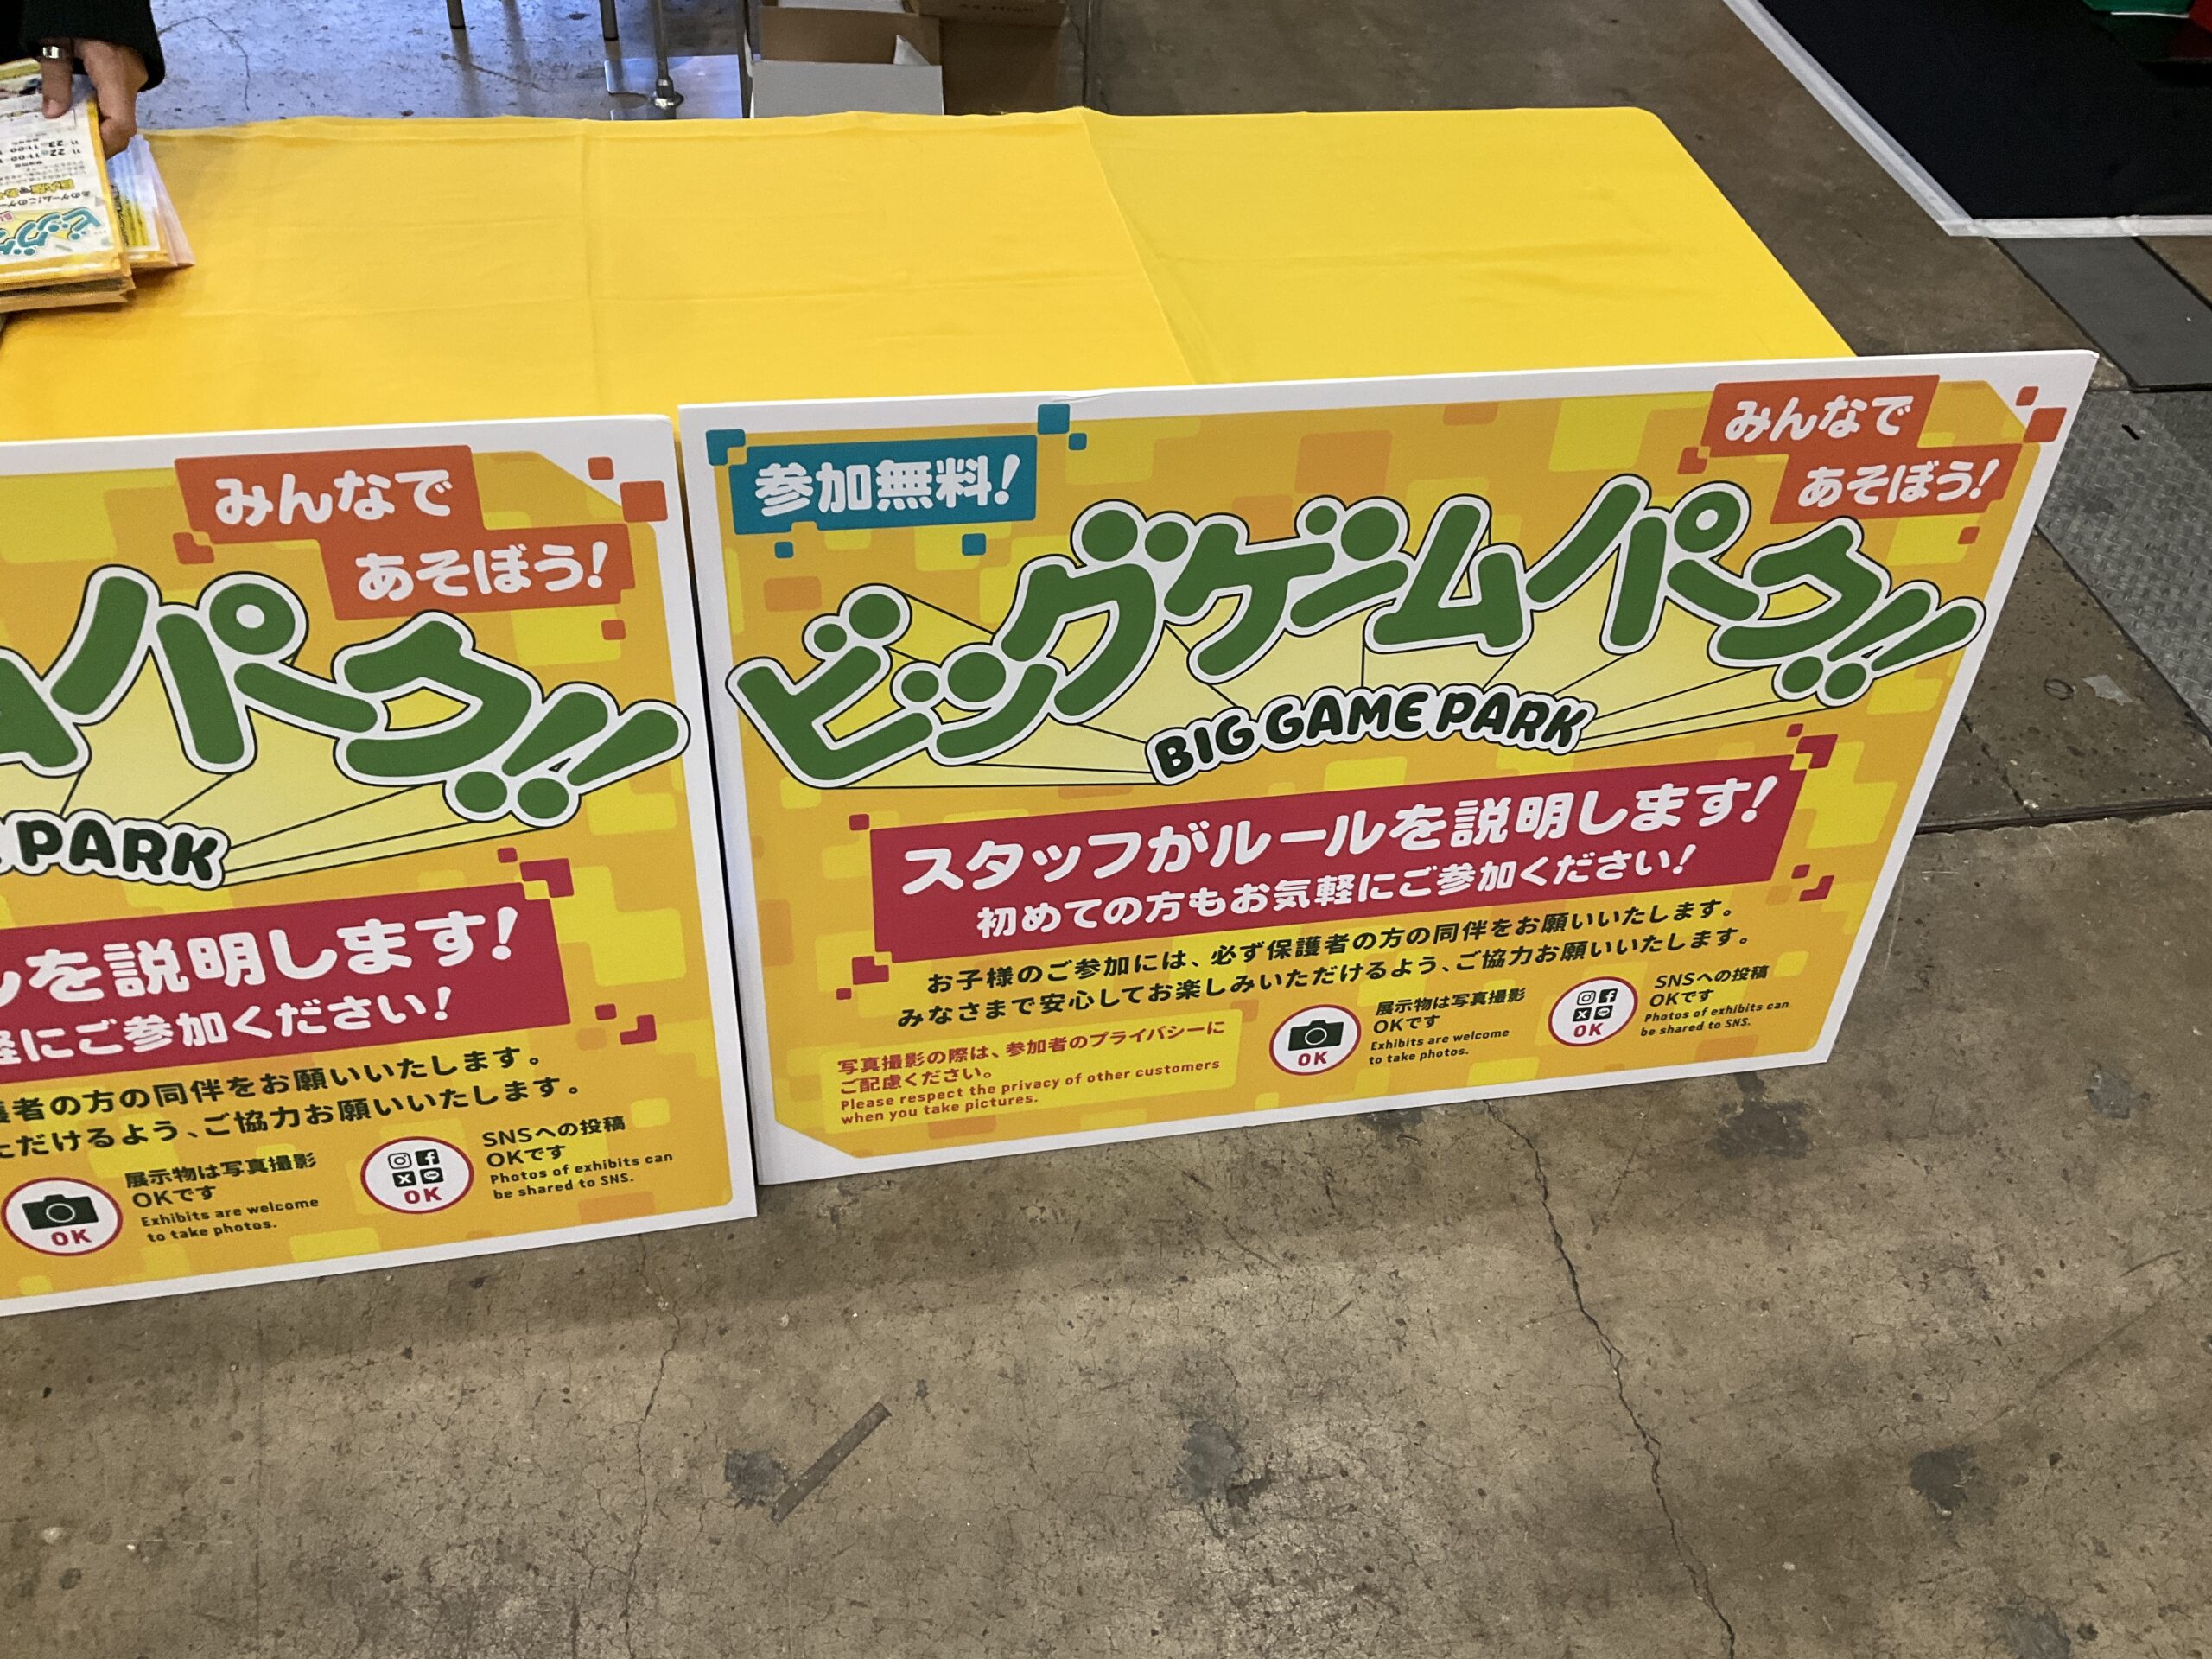 みんなで
あそぼう!
ムパーク!!
PARK
ルを説明します!
軽にご参加ください!
護者の方の同伴をお願いいたします。
ただけるよう、ご協力お願いいたします。
OK
展示物は写真撮影
OKです
Exhibits are welcome
to take photos.
OK
SNSへの投稿
OKです
Photos of exhibits can
be shared to SNS.
参加無料!
みんなで
あそぼう!
ビッグゲームパーク!!
BIG GAME PARK
スタッフがルールを説明します!
初めての方もお気軽にご参加ください!
お子様のご参加には、必ず保護者の方の同伴をお願いいたします。
みなさまで安心してお楽しみいただけるよう、ご協力お願いいたします。
写真撮影の際は、参加者のプライバシーに
ご配慮ください。
Please respect the privacy of other customers
when you take pictures.
OK
展示物は写真撮影
OKです
Exhibits are welcome
to take photos.
OK
SNSへの投稿
OKです
Photos of exhibits can
be shared to SNS.